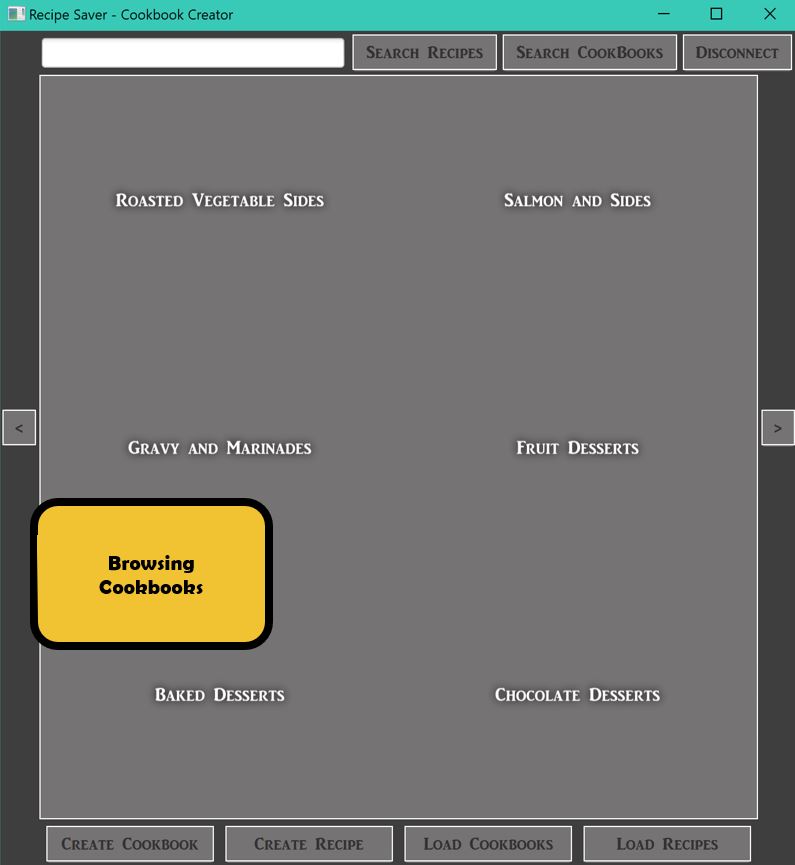 Recipe Saver - Cookbook Creator
Search Recipes
Search CookBooks
Disconnect
Roasted Vegetable Sides
Salmon and Sides
<
>
Gravy and Marinades
Fruit Desserts
Browsing
Cookbooks
Baked Desserts
Chocolate Desserts
Create Cookbook
Create Recipe
Load Cookbooks
Load Recipes